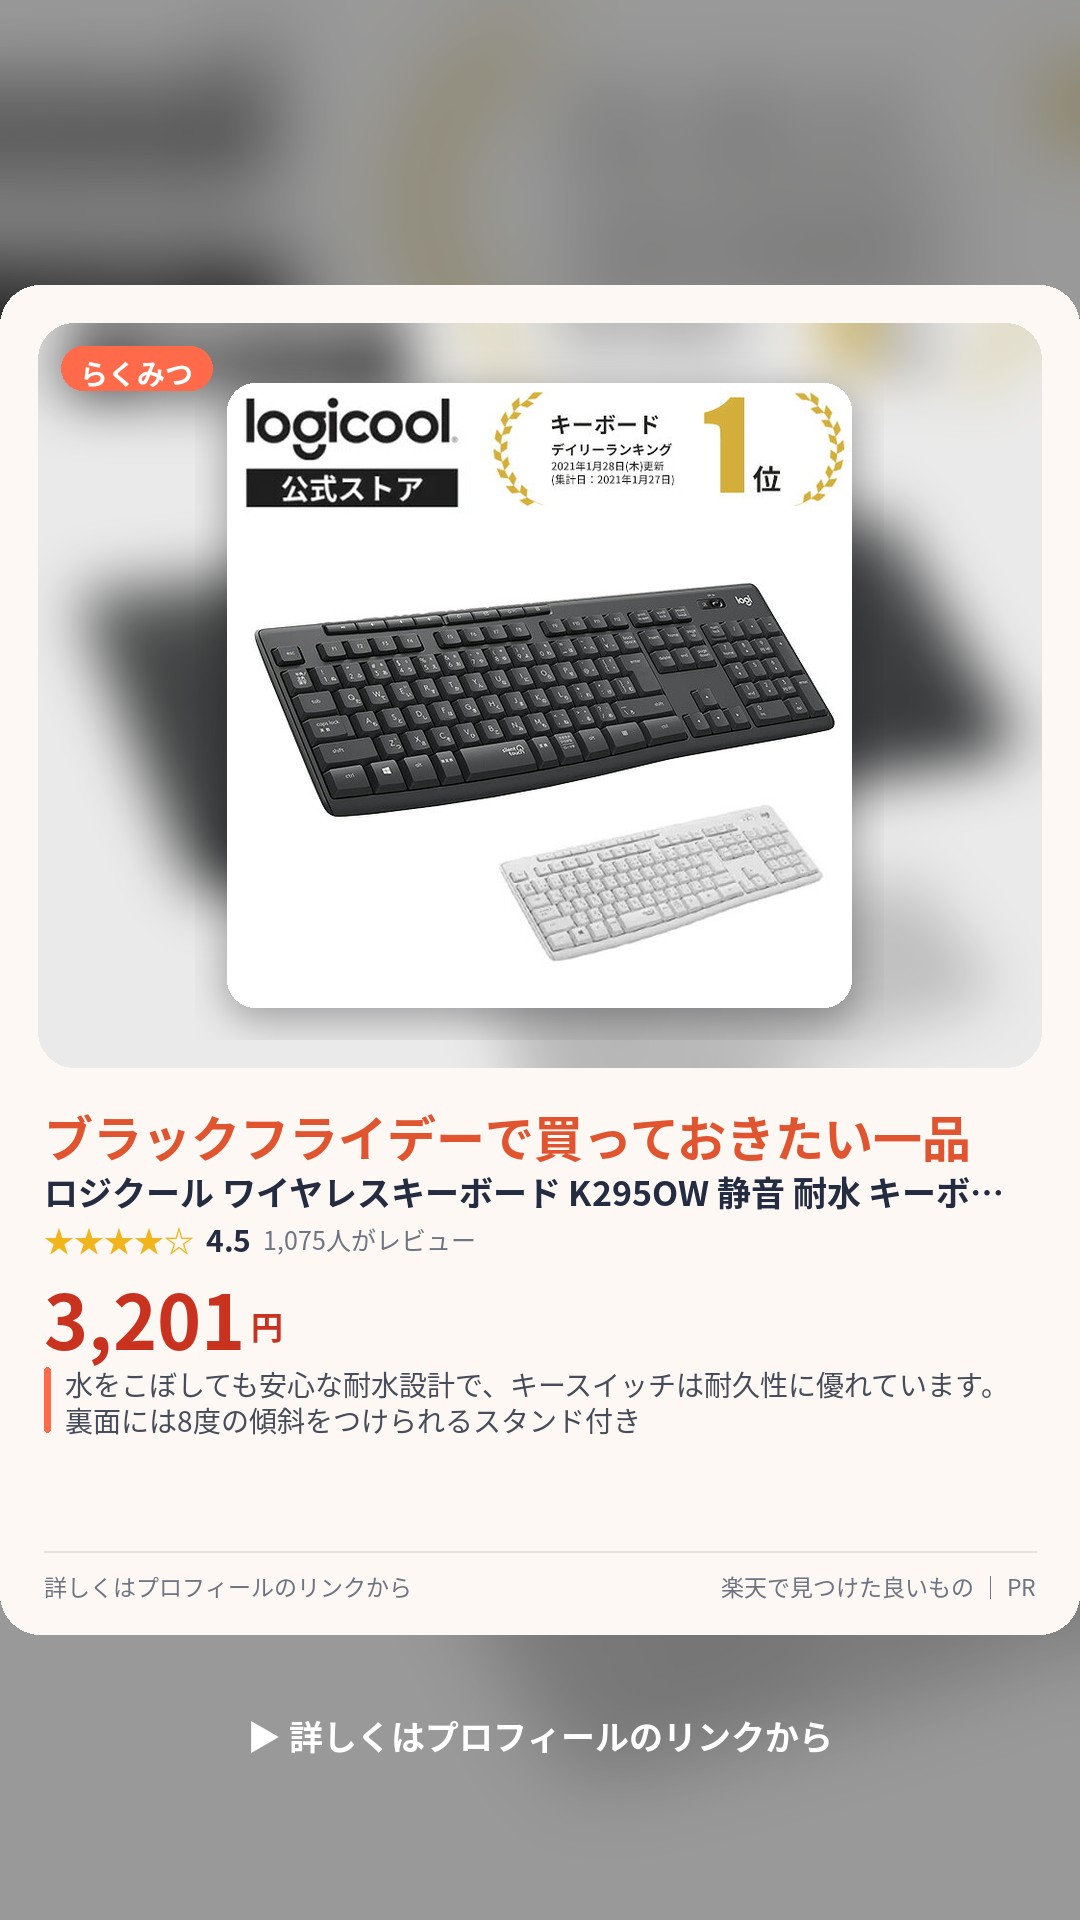 らくみつ
logicool
公式ストア
キーボード
デイリーランキング
2021年1月28日(木)更新
(集計日：2021年1月27日)
1位
logi
ブラックフライデーで買っておきたい一品
ロジクール ワイヤレスキーボード K295OW 静音 耐水 キーボ…
★★★★☆ 4.5 1,075人がレビュー
3,201円
水をこぼしても安心な耐水設計で、キースイッチは耐久性に優れています。
裏面には8度の傾斜をつけられるスタンド付き
詳しくはプロフィールのリンクから
楽天で見つけた良いもの｜PR
▶ 詳しくはプロフィールのリンクから